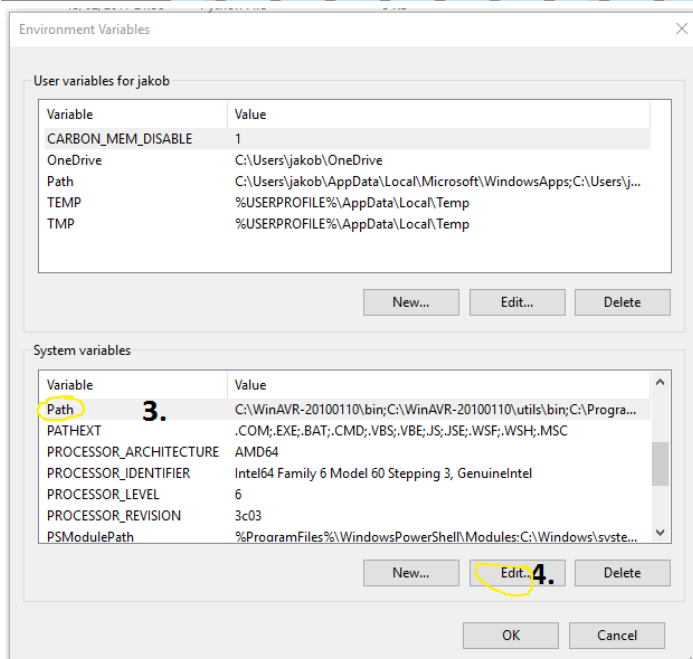 Environment Variables
User variables for jakob
Variable Value
CARBON_MEM_DISABLE 1
OneDrive C:\Users\jakob\OneDrive
Path C:\Users\jakob\AppData\Local\Microsoft\WindowsApps;C:\Users\j...
TEMP %USERPROFILE%\AppData\Local\Temp
TMP %USERPROFILE%\AppData\Local\Temp
New... Edit... Delete
System variables
Variable Value
Path 3. C:\WinAVR-20100110\bin;C:\WinAVR-20100110\utils\bin;C:\Progra...
PATHEXT .COM;.EXE;.BAT;.CMD;.VBS;.VBE;.JS;.JSE;.WSF;.WSH;.MSC
PROCESSOR_ARCHITECTURE AMD64
PROCESSOR_IDENTIFIER Intel64 Family 6 Model 60 Stepping 3, GenuineIntel
PROCESSOR_LEVEL 6
PROCESSOR_REVISION 3c03
PSModulePath %ProgramFiles%\WindowsPowerShell\Modules;C:\Windows\syste...
New... Edit... 4. Delete
OK Cancel